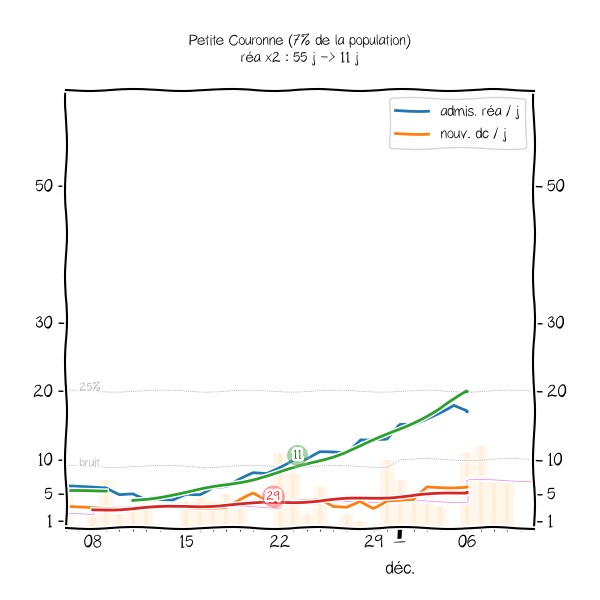 Petite Couronne (7% de la population)
réa x2 : 55 j -> 11 j
admis. réa / j
nouv. dc / j
50 50
30 30
25%
20 20
bruit
11
10 10
29
5 5
1 1
08 15 22 29 06
déc.